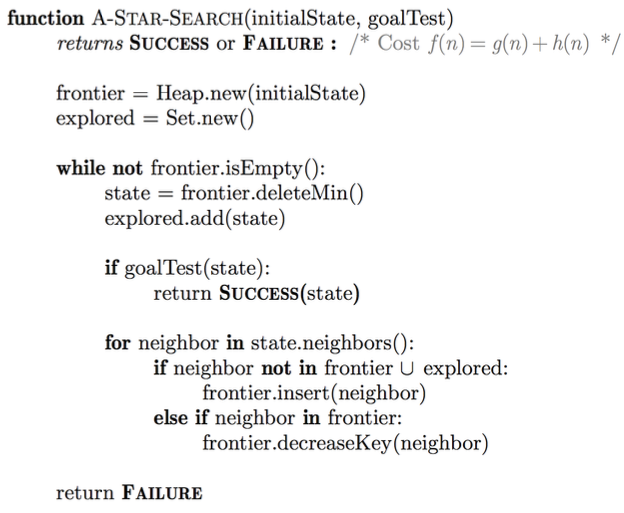 function A-STAR-SEARCH(initialState, goalTest)
returns SUCCESS or FAILURE : /* Cost f(n) = g(n) + h(n) */
frontier = Heap.new(initialState)
explored = Set.new()
while not frontier.isEmpty():
state = frontier.deleteMin()
explored.add(state)
if goalTest(state):
return SUCCESS(state)
for neighbor in state.neighbors():
if neighbor not in frontier ∪ explored:
frontier.insert(neighbor)
else if neighbor in frontier:
frontier.decreaseKey(neighbor)
return FAILURE